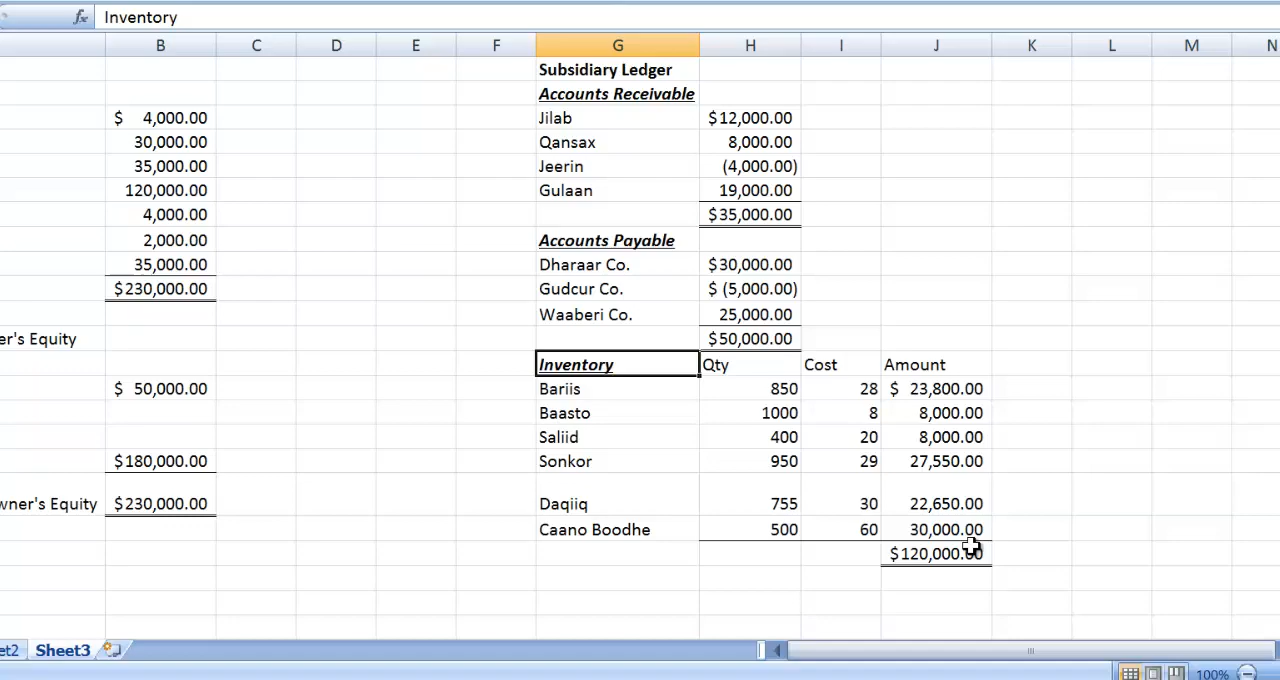 fx Inventory
B C D E F G H I J K L M N
Subsidiary Ledger
Accounts Receivable
$ 4,000.00 Jilab $12,000.00
30,000.00 Qansax 8,000.00
35,000.00 Jeerin (4,000.00)
120,000.00 Gulaan 19,000.00
4,000.00 $35,000.00
2,000.00 Accounts Payable
35,000.00 Dharaar Co. $30,000.00
$230,000.00 Gudcur Co. $ (5,000.00)
Waaberi Co. 25,000.00
er's Equity $50,000.00
Inventory Qty Cost Amount
$ 50,000.00 Bariis 850 28 $ 23,800.00
Baasto 1000 8 8,000.00
Saliid 400 20 8,000.00
$180,000.00 Sonkor 950 29 27,550.00
wner's Equity $230,000.00 Daqiiq 755 30 22,650.00
Caano Boodhe 500 60 30,000.00
$120,000.00
et2 Sheet3
100%